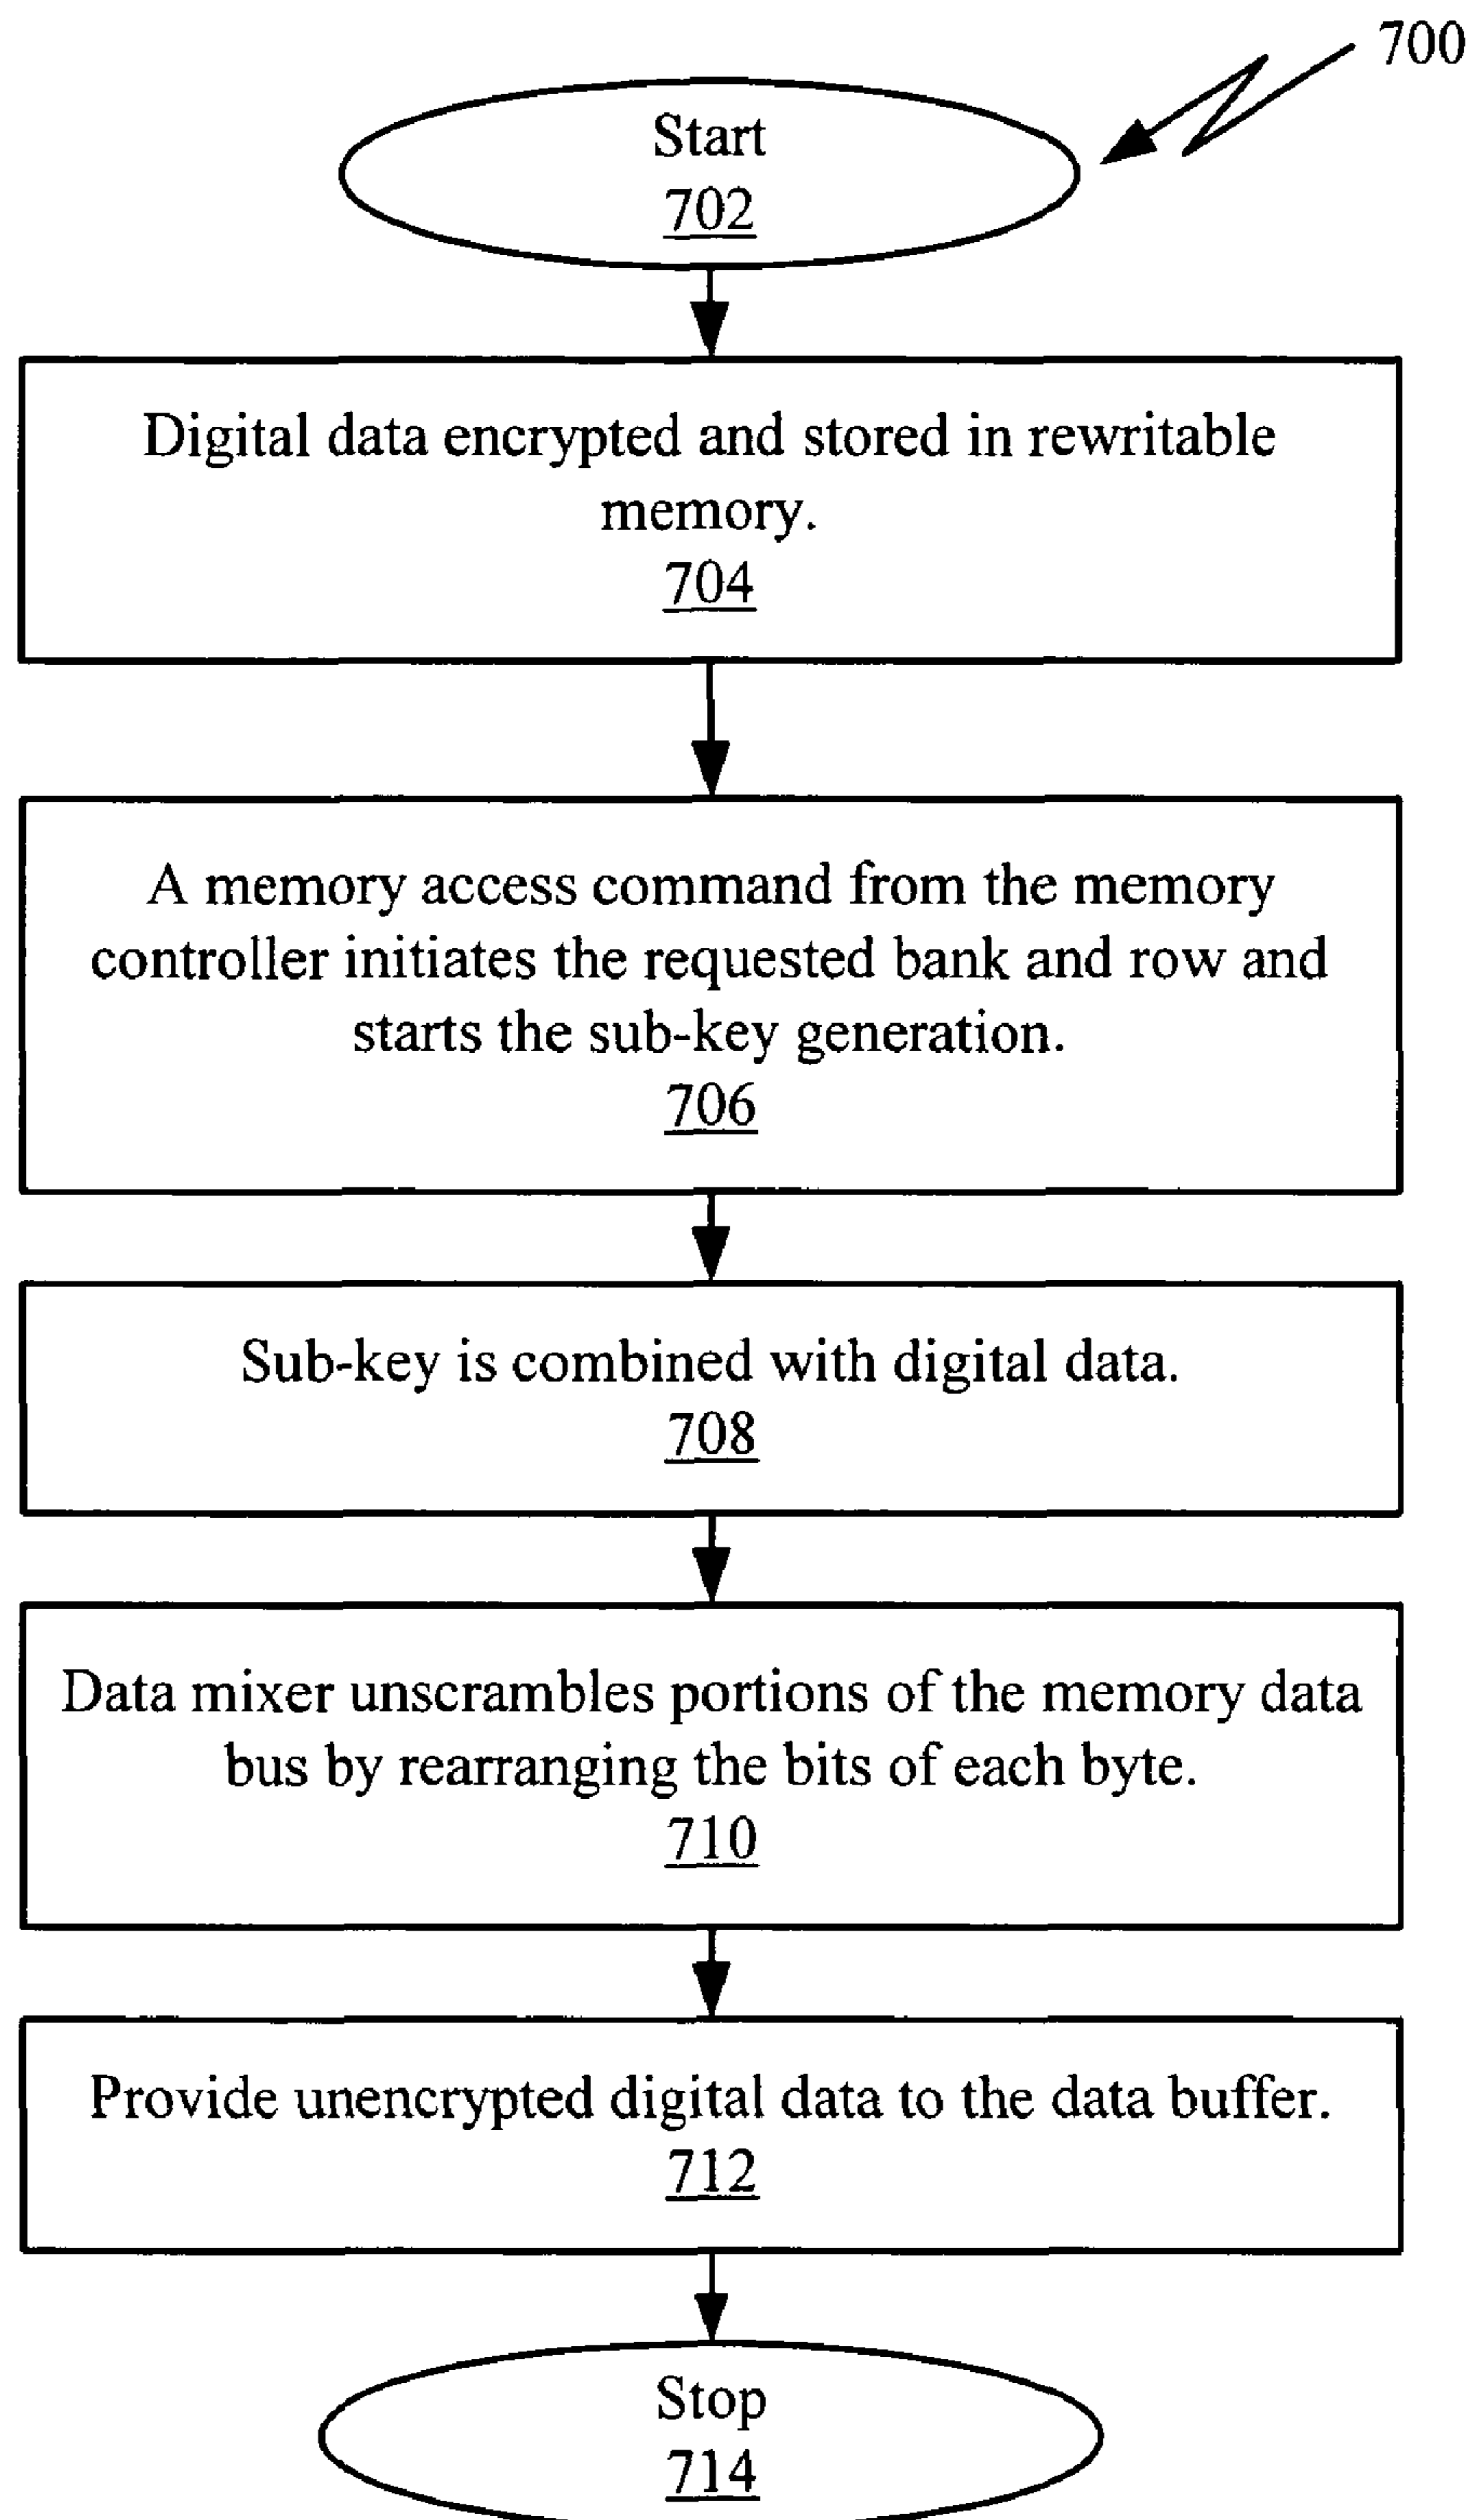 700
Start
702
Digital data encrypted and stored in rewritable
memory.
704
A memory access command from the memory
controller initiates the requested bank and row and
starts the sub-key generation.
706
Sub-key is combined with digital data.
708
Data mixer unscrambles portions of the memory data
bus by rearranging the bits of each byte.
710
Provide unencrypted digital data to the data buffer.
712
Stop
714